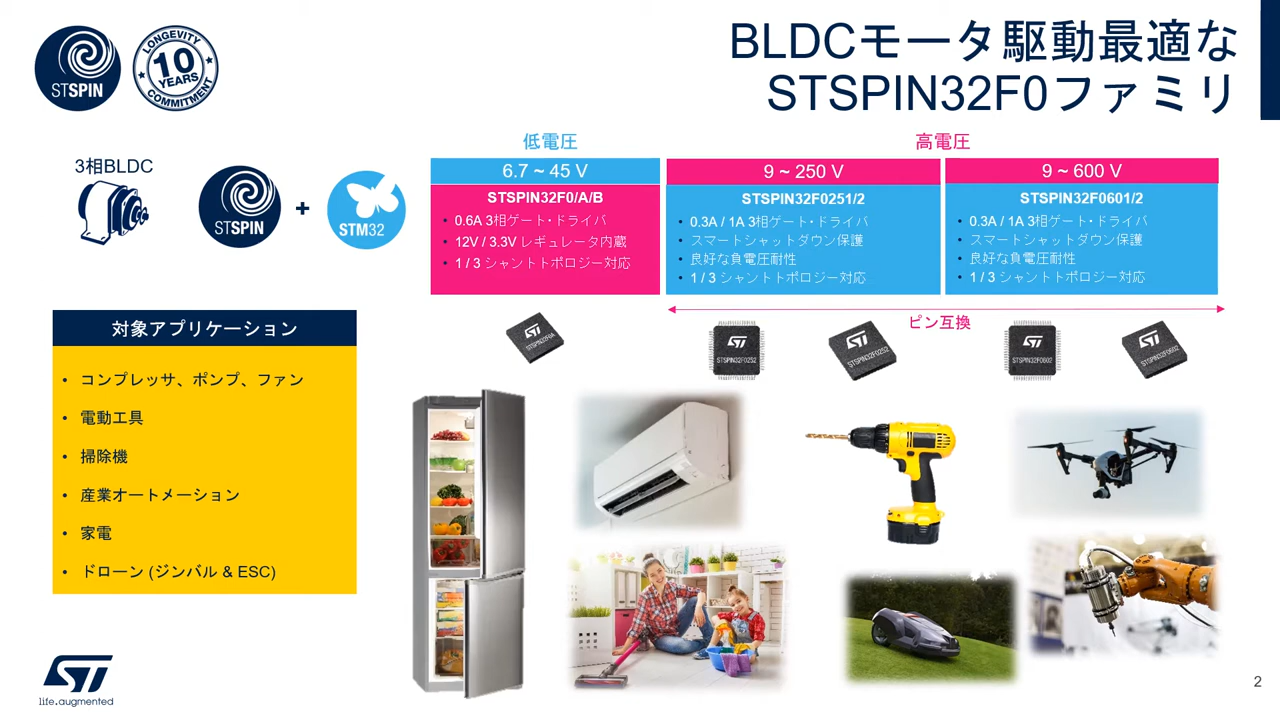 BLDCモータ駆動最適な
STSPIN32F0ファミリ
STSPIN
LONGEVITY
10
YEARS
COMMITMENT
3相BLDC
STSPIN
+
STM32
低電圧
6.7 ~ 45 V
STSPIN32F0/A/B
• 0.6A 3相ゲート・ドライバ
• 12V / 3.3V レギュレータ内蔵
• 1 / 3 シャントトポロジー対応
高電圧
9 ~ 250 V
STSPIN32F0251/2
• 0.3A / 1A 3相ゲート・ドライバ
• スマートシャットダウン保護
• 良好な負電圧耐性
• 1 / 3 シャントトポロジー対応
9 ~ 600 V
STSPIN32F0601/2
• 0.3A / 1A 3相ゲート・ドライバ
• スマートシャットダウン保護
• 良好な負電圧耐性
• 1 / 3 シャントトポロジー対応
ピン互換
STSPIN32F0A
STSPIN32F0252
STSPIN32F0252
STSPIN32F0602
STSPIN32F0602
対象アプリケーション
• コンプレッサ、ポンプ、ファン
• 電動工具
• 掃除機
• 産業オートメーション
• 家電
• ドローン (ジンバル & ESC)
ST
life.augmented
2